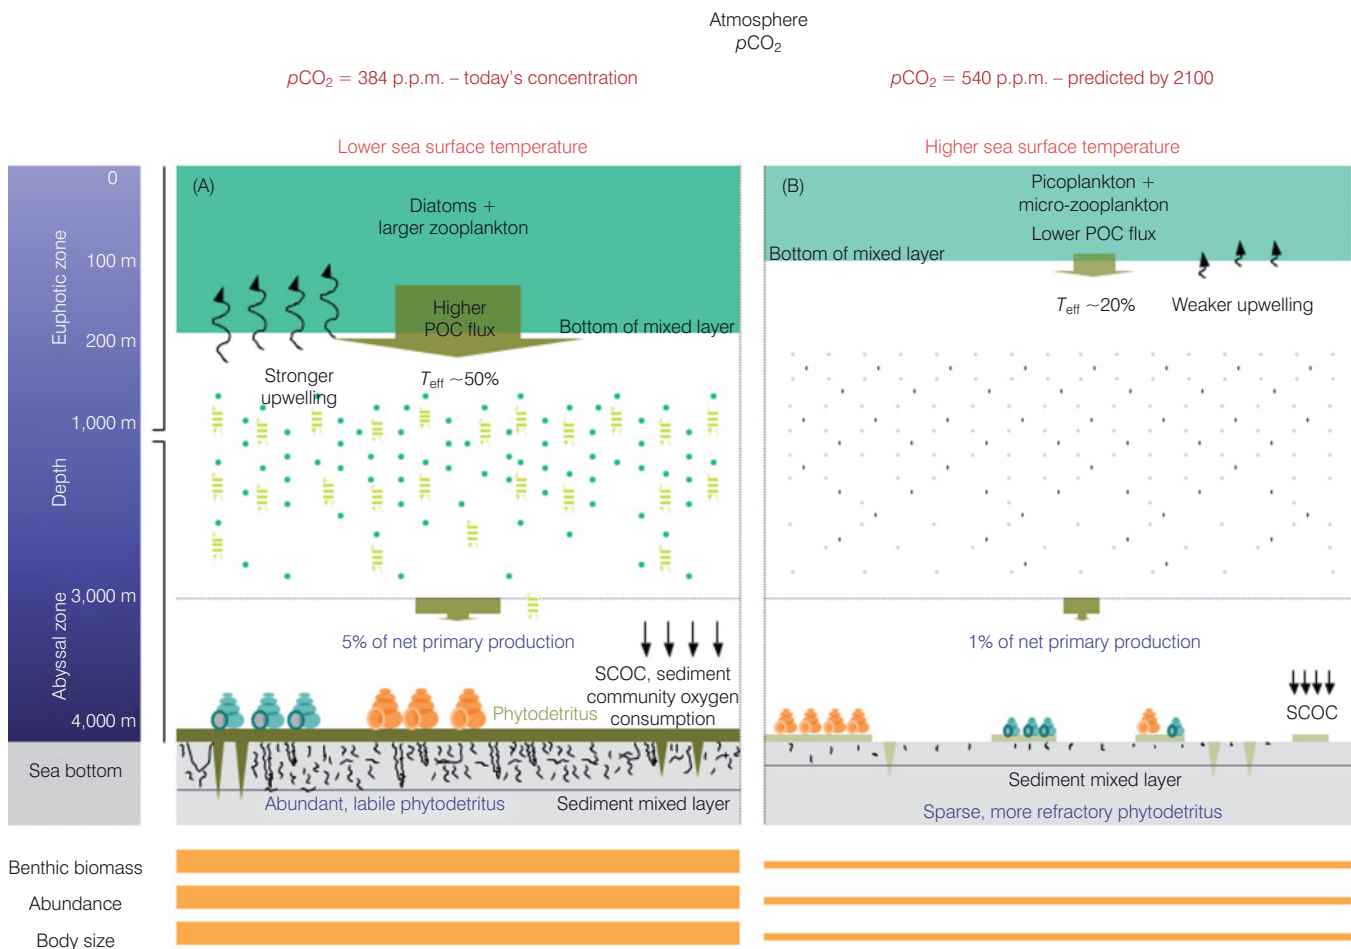 Atmosphere
pCO₂
pCO₂ = 384 p.p.m. – today's concentration
pCO₂ = 540 p.p.m. – predicted by 2100
Lower sea surface temperature
Higher sea surface temperature
0
100 m
200 m
1,000 m
3,000 m
4,000 m
Euphotic zone
Depth
Abyssal zone
Sea bottom
(A)
Diatoms +
larger zooplankton
Higher
POC flux
Bottom of mixed layer
Stronger
upwelling
T_eff ~50%
5% of net primary production
SCOC, sediment
community oxygen
consumption
Phytodetritus
Abundant, labile phytodetritus
Sediment mixed layer
(B)
Picoplankton +
micro-zooplankton
Lower POC flux
Bottom of mixed layer
T_eff ~20%
Weaker upwelling
1% of net primary production
SCOC
Sediment mixed layer
Sparse, more refractory phytodetritus
Benthic biomass
Abundance
Body size